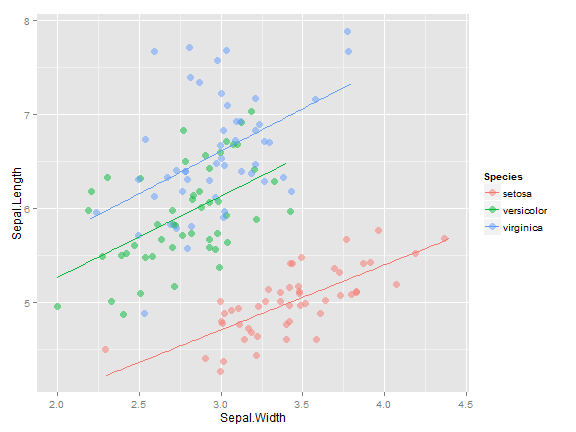 8
7
6
5
Sepal.Length
2.0 2.5 3.0 3.5 4.0 4.5
Sepal.Width
Species
setosa
versicolor
virginica